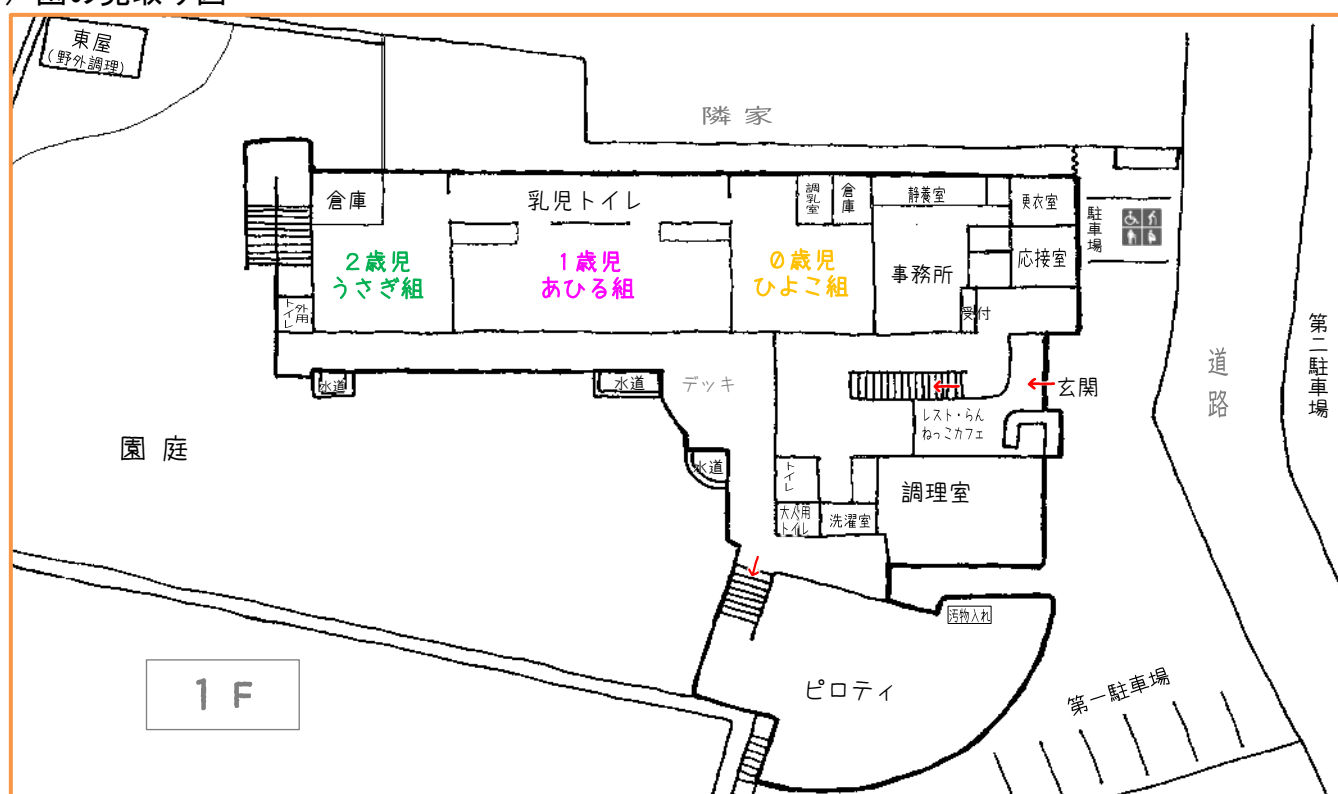 東屋
(野外調理)
隣家
倉庫
乳児トイレ
調乳室
倉庫
静養室
更衣室
駐車場
2歳児
うさぎ組
1歳児
あひる組
0歳児
ひよこ組
事務所
応接室
受付
外用
トイレ
第二駐車場
道路
水道
水道
デッキ
玄関
レスト・らん
ねっこカフェ
園庭
水道
トイレ
調理室
大人用
トイレ
洗濯室
汚物入れ
1F
ピロティ
第一駐車場